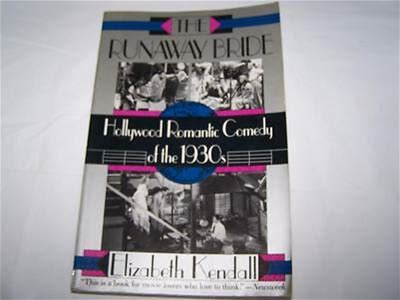 THE
RUNAWAY BRIDE
Hollywood Romantic Comedy
of the 1930s
Elizabeth Kendall
"This is a book for movie lovers who love to think."—Newsweek